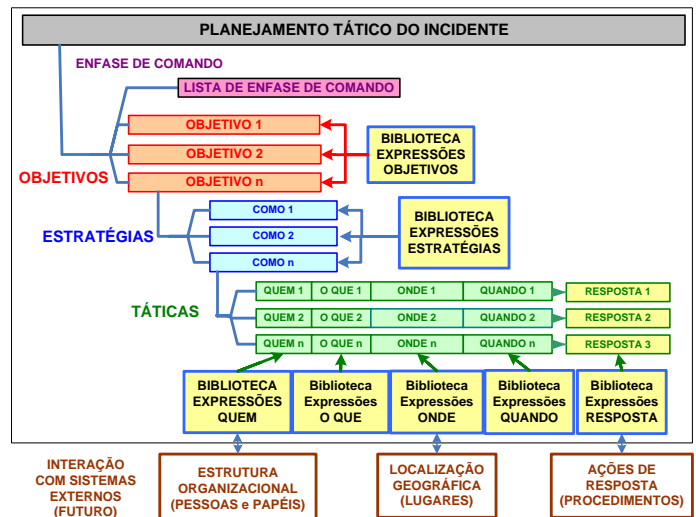 PLANEJAMENTO TÁTICO DO INCIDENTE
ENFASE DE COMANDO
LISTA DE ENFASE DE COMANDO
OBJETIVO 1
OBJETIVO 2
OBJETIVO n
OBJETIVOS
BIBLIOTECA
EXPRESSÕES
OBJETIVOS
COMO 1
COMO 2
COMO n
ESTRATÉGIAS
BIBLIOTECA
EXPRESSÕES
ESTRATÉGIAS
TÁTICAS
QUEM 1 O QUE 1 ONDE 1 QUANDO 1 RESPOSTA 1
QUEM 2 O QUE 2 ONDE 2 QUANDO 2 RESPOSTA 2
QUEM n O QUE n ONDE n QUANDO n RESPOSTA 3
BIBLIOTECA
EXPRESSÕES
QUEM
Biblioteca
Expressões
O QUE
Biblioteca
Expressões
ONDE
Biblioteca
Expressões
QUANDO
Biblioteca
Expressões
RESPOSTA
INTERAÇÃO
COM SISTEMAS
EXTERNOS
(FUTURO)
ESTRUTURA
ORGANIZACIONAL
(PESSOAS e PAPÉIS)
LOCALIZAÇÃO
GEOGRÁFICA
(LUGARES)
AÇÕES DE
RESPOSTA
(PROCEDIMENTOS)